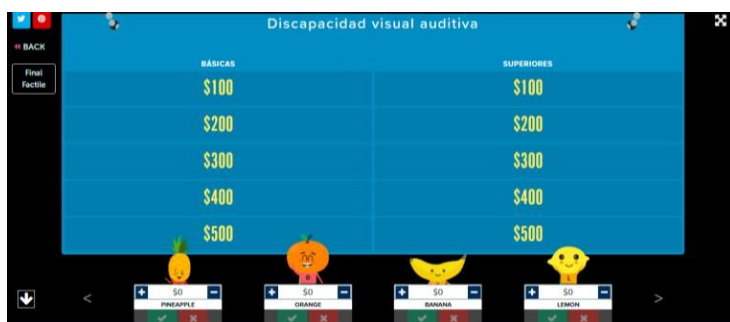 Discapacidad visual auditiva
« BACK
Final
Factile
BÁSICAS SUPERIORES
$100 $100
$200 $200
$300 $300
$400 $400
$500 $500
+ $0 − + $0 − + $0 − + $0 −
PINEAPPLE ORANGE BANANA LEMON